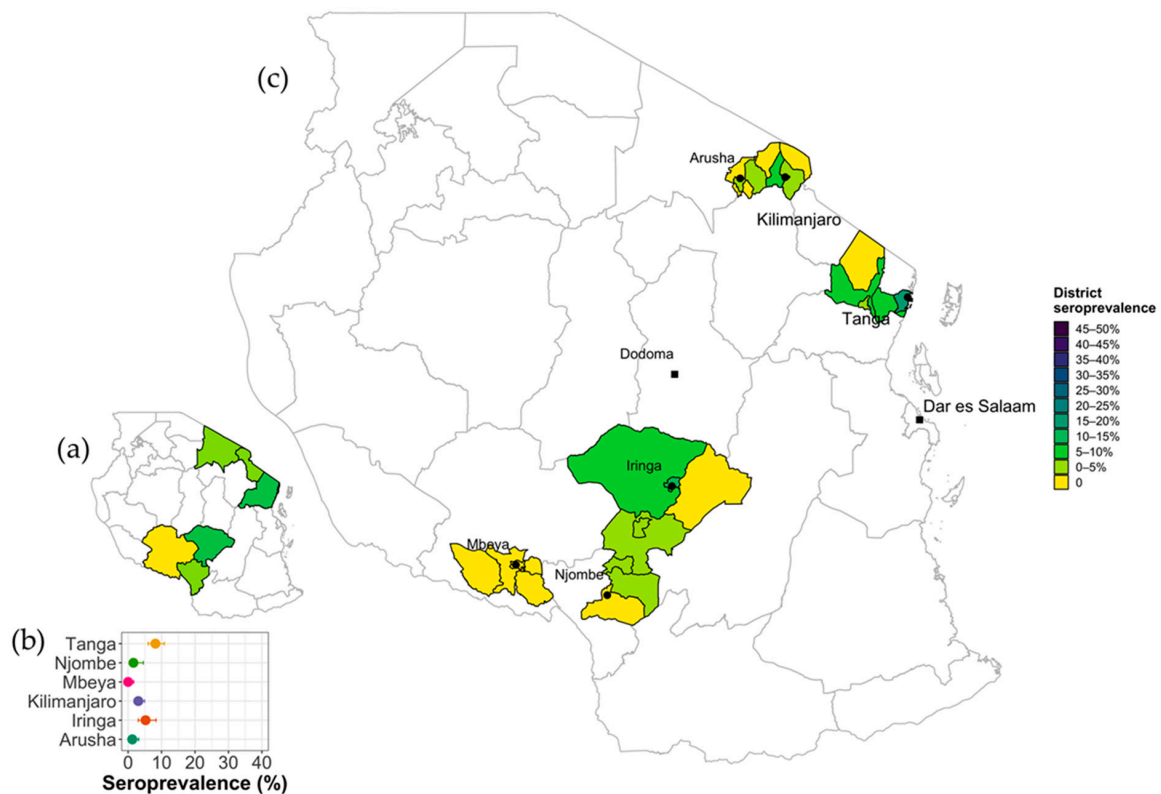 (c)
Arusha
Kilimanjaro
Tanga
Dodoma
Dar es Salaam
Iringa
Mbeya
Njombe
District
seroprevalence
45–50%
40–45%
35–40%
30–35%
25–30%
20–25%
15–20%
10–15%
5–10%
0–5%
0
(a)
(b)
Tanga
Njombe
Mbeya
Kilimanjaro
Iringa
Arusha
0 10 20 30 40
Seroprevalence (%)